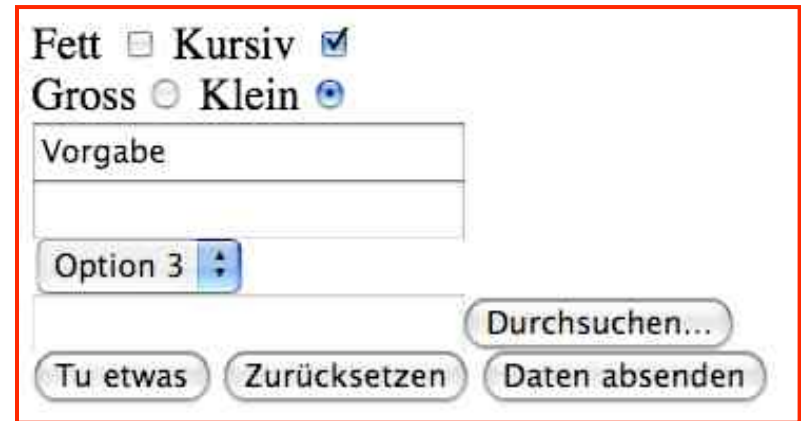 Fett Kursiv
Gross Klein
Vorgabe
Option 3
Durchsuchen...
Tu etwas Zurücksetzen Daten absenden